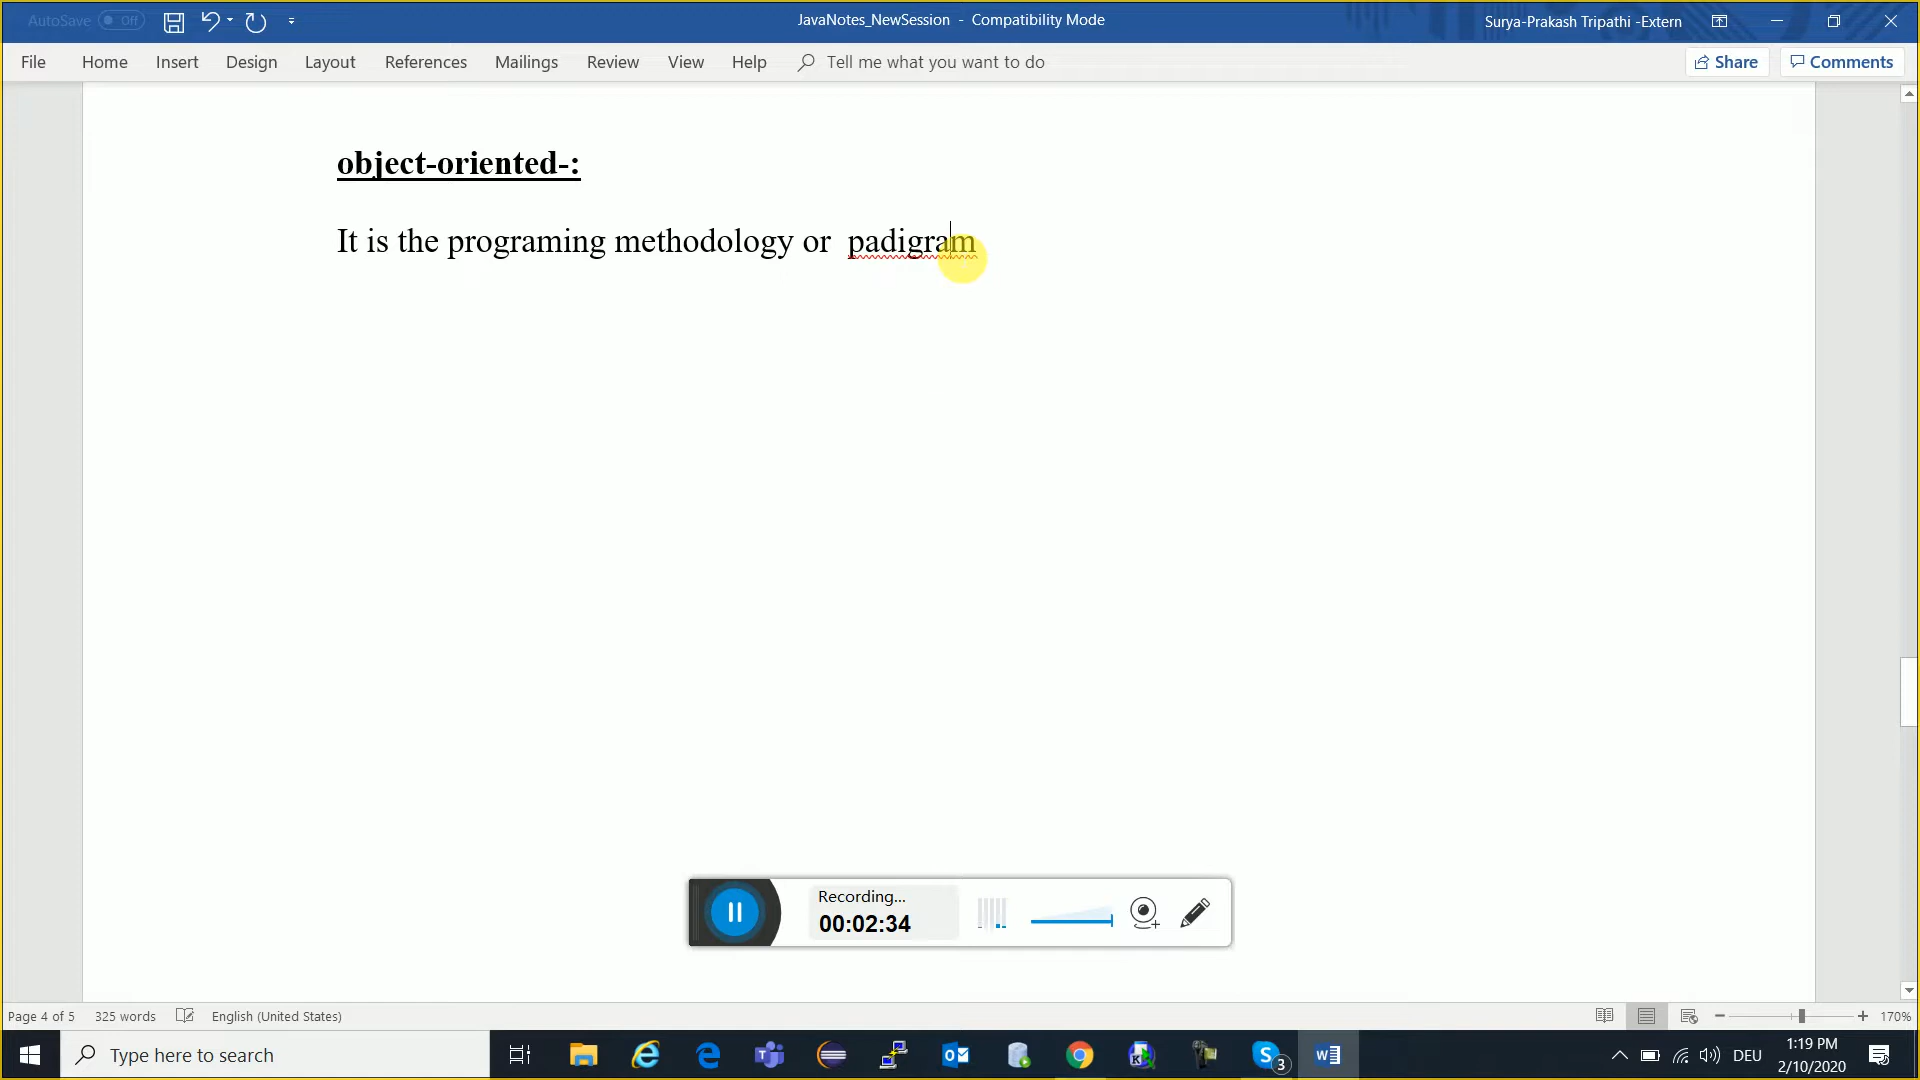 AutoSave Off
JavaNotes_NewSession - Compatibility Mode
Surya-Prakash Tripathi -Extern
File Home Insert Design Layout References Mailings Review View Help Tell me what you want to do
Share Comments
object-oriented-:
It is the programing methodology or padigram
Recording...
00:02:34
Page 4 of 5 325 words English (United States)
170%
Type here to search
3
DEU
1:19 PM
2/10/2020